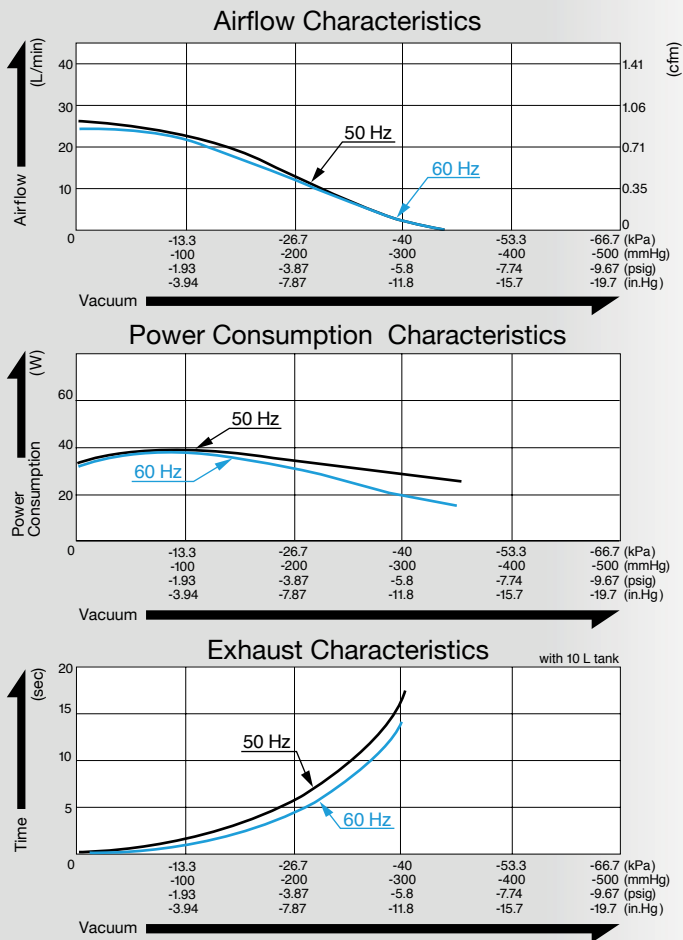 Airflow Characteristics
Airflow
(L/min)
(cfm)
40
30
20
10
0
1.41
1.06
0.71
0.35
0
50 Hz
60 Hz
-13.3 -26.7 -40 -53.3 -66.7 (kPa)
-100 -200 -300 -400 -500 (mmHg)
-1.93 -3.87 -5.8 -7.74 -9.67 (psig)
-3.94 -7.87 -11.8 -15.7 -19.7 (in.Hg)
Vacuum
Power Consumption Characteristics
Power
Consumption
(W)
60
40
20
0
50 Hz
60 Hz
-13.3 -26.7 -40 -53.3 -66.7 (kPa)
-100 -200 -300 -400 -500 (mmHg)
-1.93 -3.87 -5.8 -7.74 -9.67 (psig)
-3.94 -7.87 -11.8 -15.7 -19.7 (in.Hg)
Vacuum
Exhaust Characteristics
with 10 L tank
Time
(sec)
20
15
10
5
0
50 Hz
60 Hz
-13.3 -26.7 -40 -53.3 -66.7 (kPa)
-100 -200 -300 -400 -500 (mmHg)
-1.93 -3.87 -5.8 -7.74 -9.67 (psig)
-3.94 -7.87 -11.8 -15.7 -19.7 (in.Hg)
Vacuum